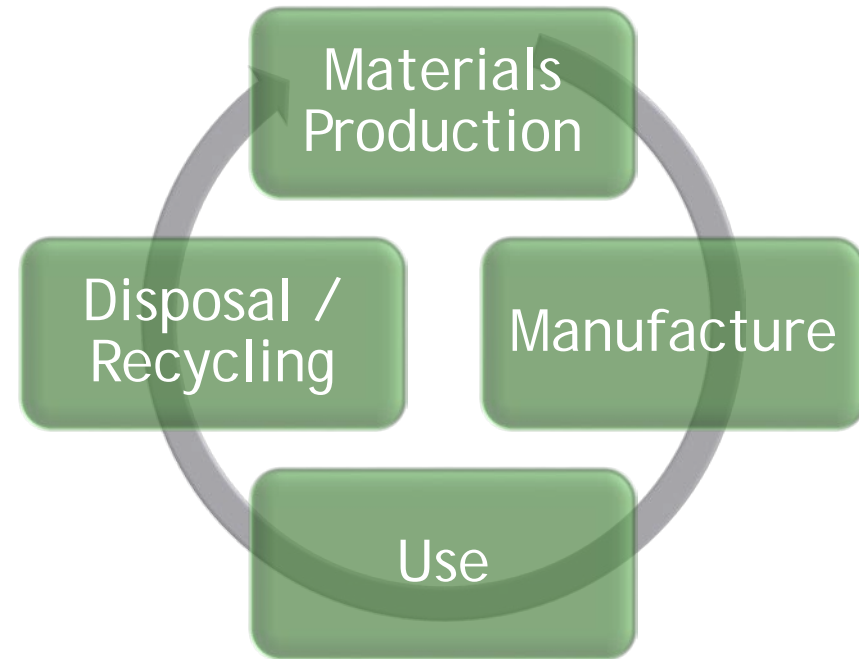 Materials
Production
Manufacture
Use
Disposal /
Recycling